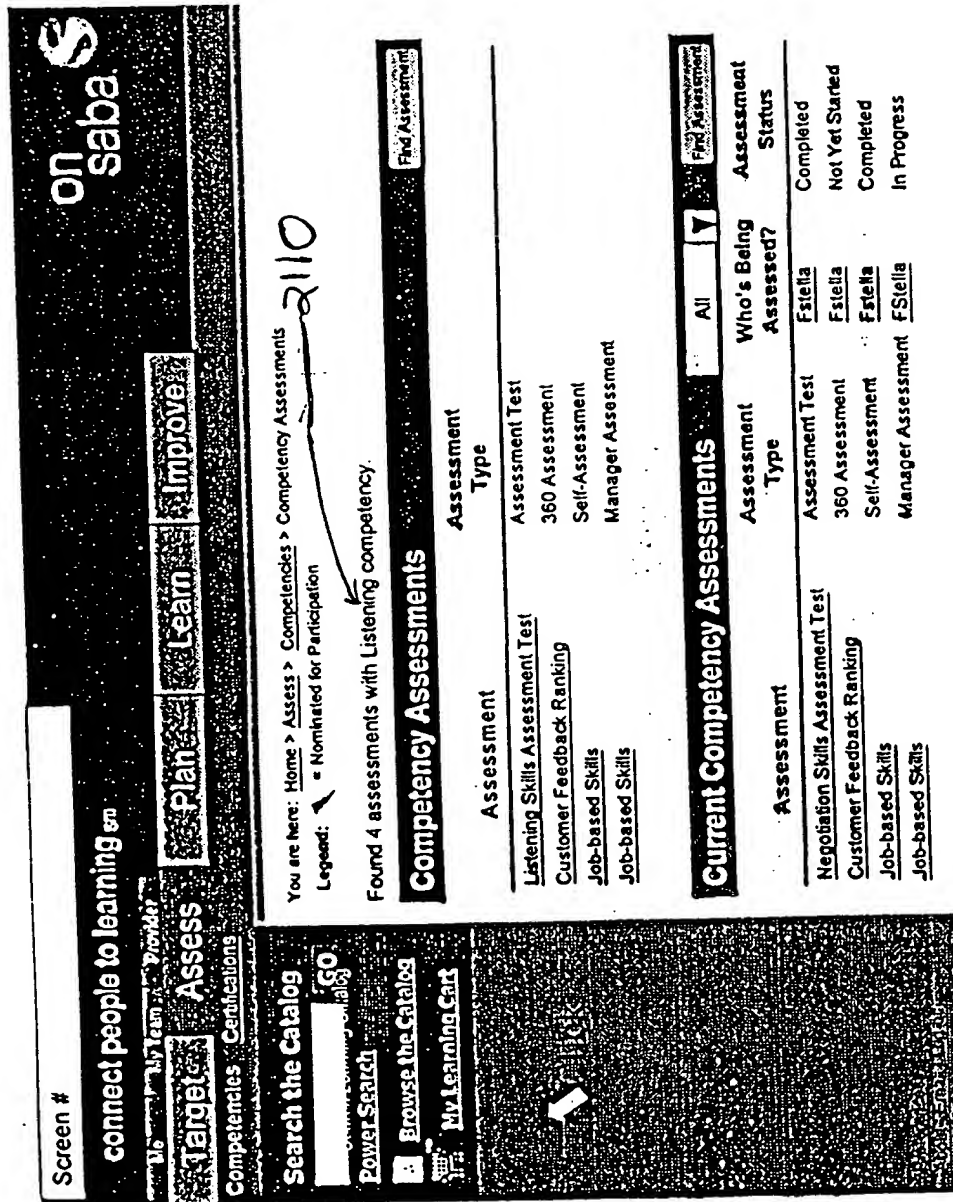 Screen #
on
saba
connect people to learning
Me My Team Provider
Target Assess Plan Learn Improve
Competencies Certifications
Search the Catalog
GO
Power Search
Browse the Catalog
My Learning Cart
click
You are here: Home > Assess > Competencies > Competency Assessments
Legend: = Nominated for Participation
2110
Found 4 assessments with Listening competency.
Competency Assessments Find Assessment
Assessment Assessment Type
Listening Skills Assessment Test Assessment Test
Customer Feedback Ranking 360 Assessment
Job-based Skills Self-Assessment
Job-based Skills Manager Assessment
Current Competency Assessments All Find Assessment
Assessment Assessment Type Who's Being Assessed? Assessment Status
Negotiation Skills Assessment Test Assessment Test Fstella Completed
Customer Feedback Ranking 360 Assessment Fstella Not Yet Started
Job-based Skills Self-Assessment Fstella Completed
Job-based Skills Manager Assessment FStella In Progress